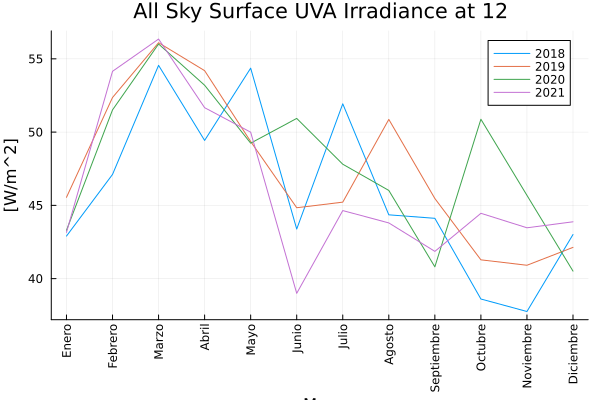 All Sky Surface UVA Irradiance at 12
[W/m^2]
55
50
45
40
2018
2019
2020
2021
Enero
Febrero
Marzo
Abril
Mayo
Junio
Julio
Agosto
Septiembre
Octubre
Noviembre
Diciembre